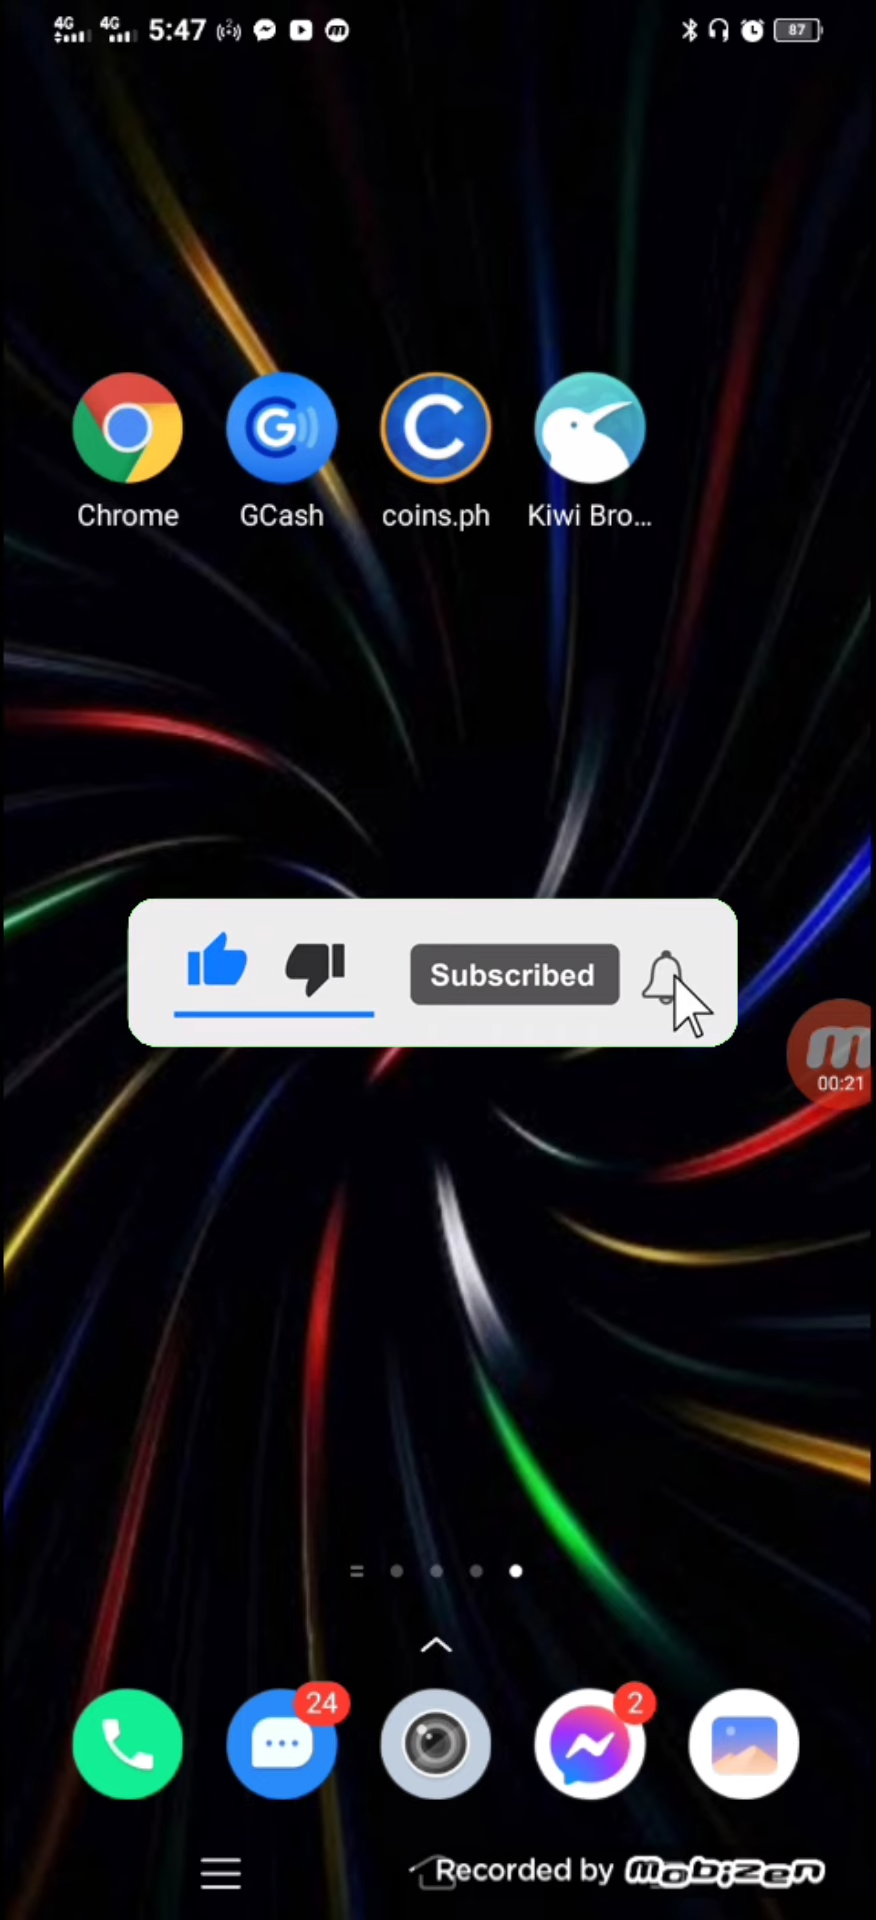 4G 4G 5:47 87
Chrome GCash coins.ph Kiwi Bro...
Subscribed
00:21
24 2
Recorded by mobizen